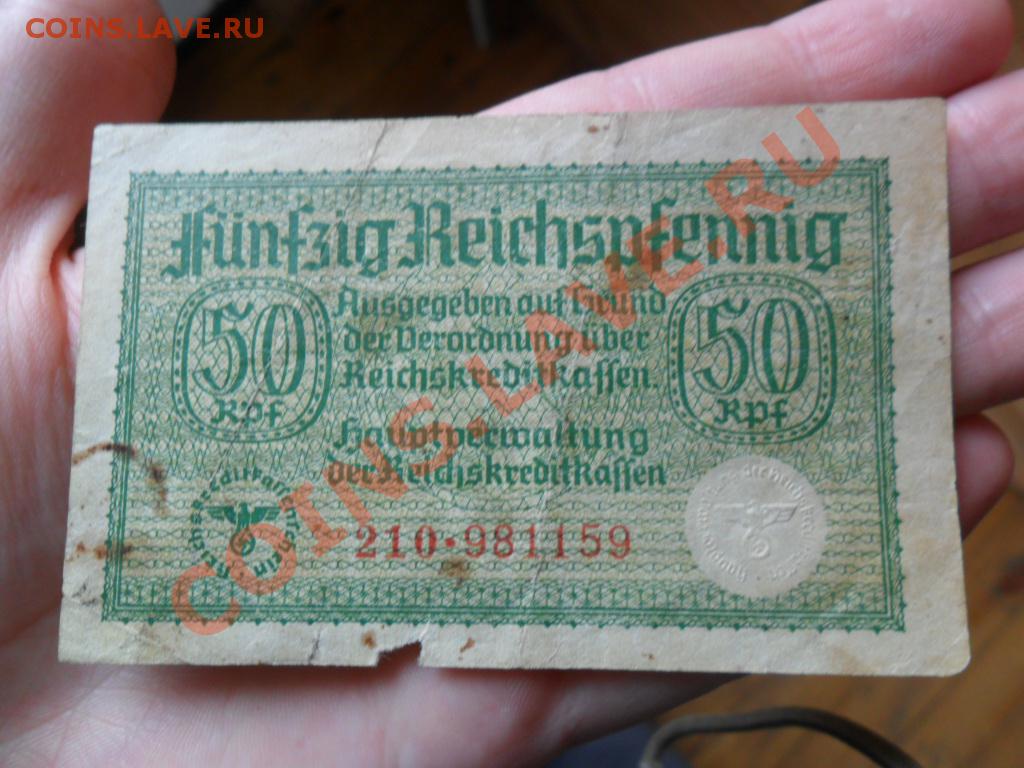 COINS.LAVE.RU
Fünfzig Reichspfennig
50
Rpf
Ausgegeben auf Grund
der Verordnung über
Reichskreditkassen.
50
Rpf
Hauptverwaltung
der Reichskreditkassen
Reichskreditkassenschein
210·981159
COINS.LAVE.RU